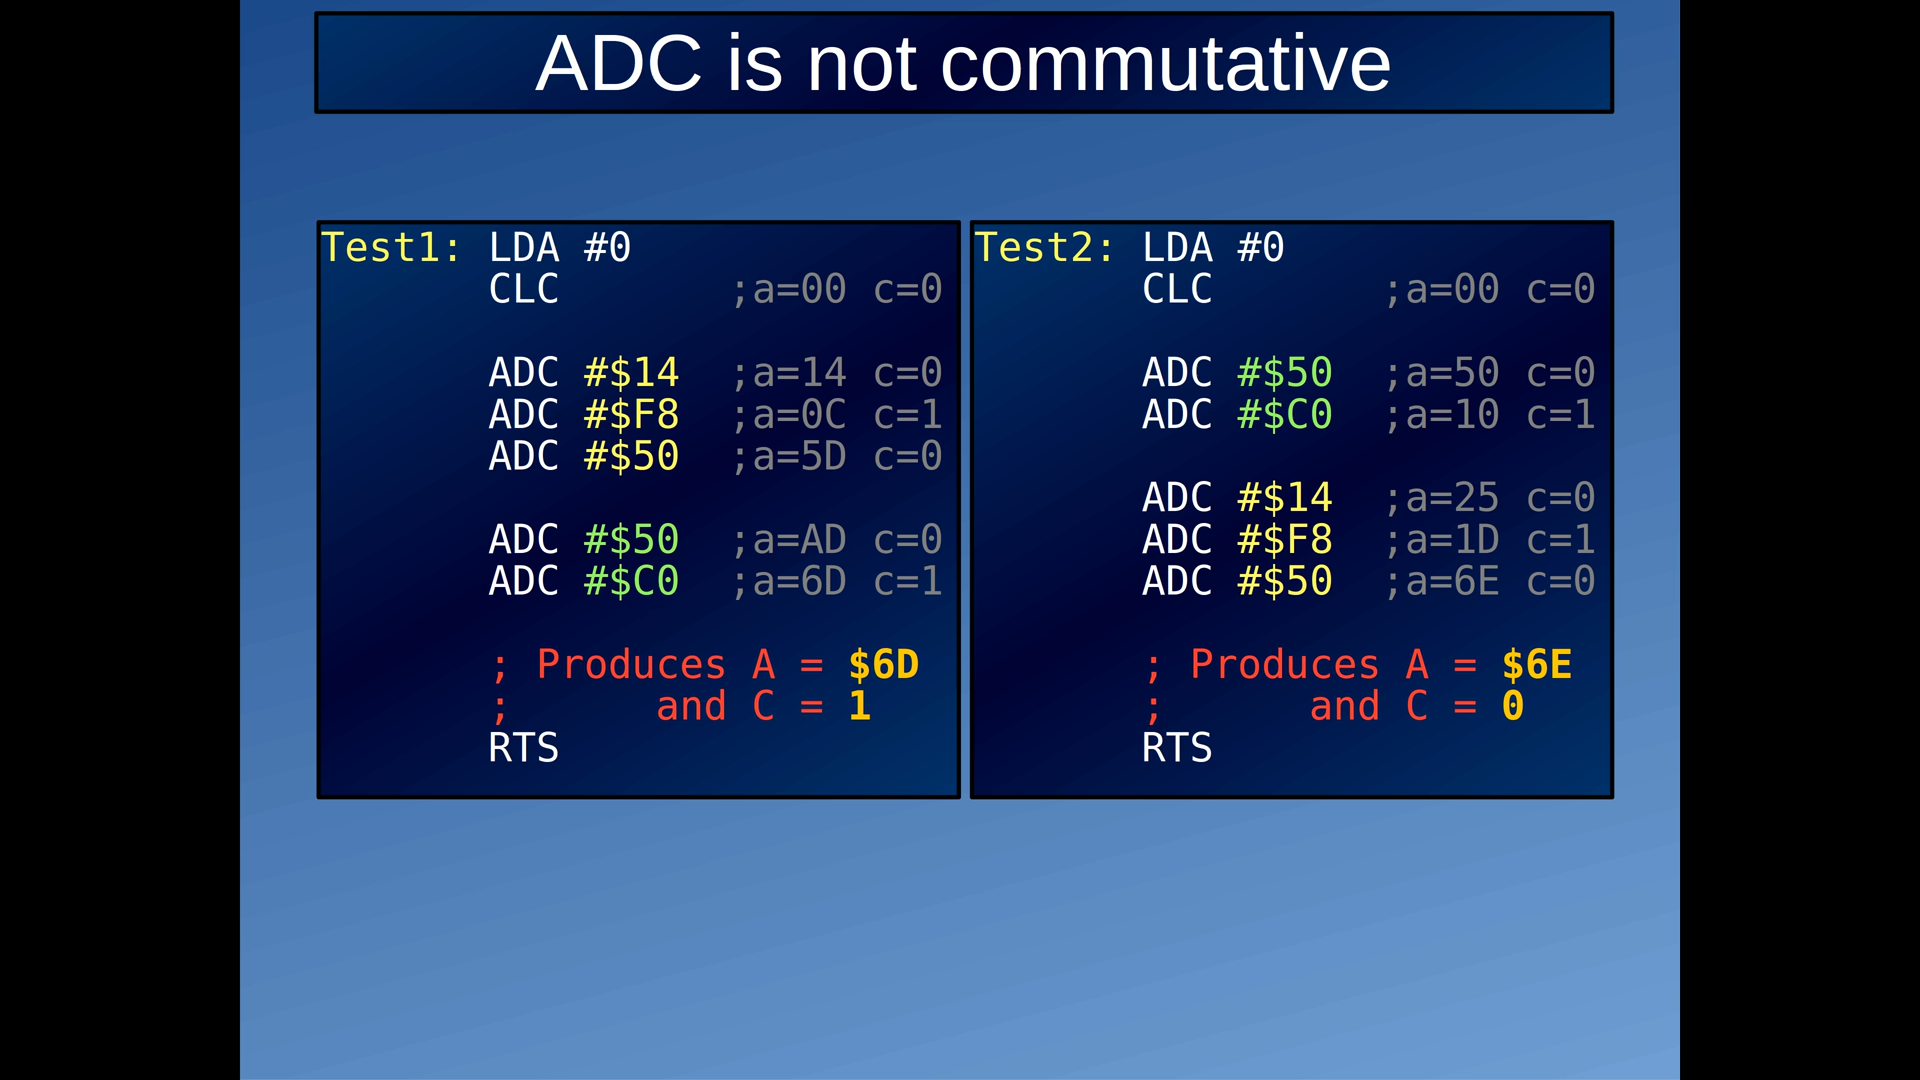 ADC is not commutative
Test1: LDA #0
CLC ;a=00 c=0
ADC #$14 ;a=14 c=0
ADC #$F8 ;a=0C c=1
ADC #$50 ;a=5D c=0
ADC #$50 ;a=AD c=0
ADC #$C0 ;a=6D c=1
; Produces A = $6D
; and C = 1
RTS
Test2: LDA #0
CLC ;a=00 c=0
ADC #$50 ;a=50 c=0
ADC #$C0 ;a=10 c=1
ADC #$14 ;a=25 c=0
ADC #$F8 ;a=1D c=1
ADC #$50 ;a=6E c=0
; Produces A = $6E
; and C = 0
RTS